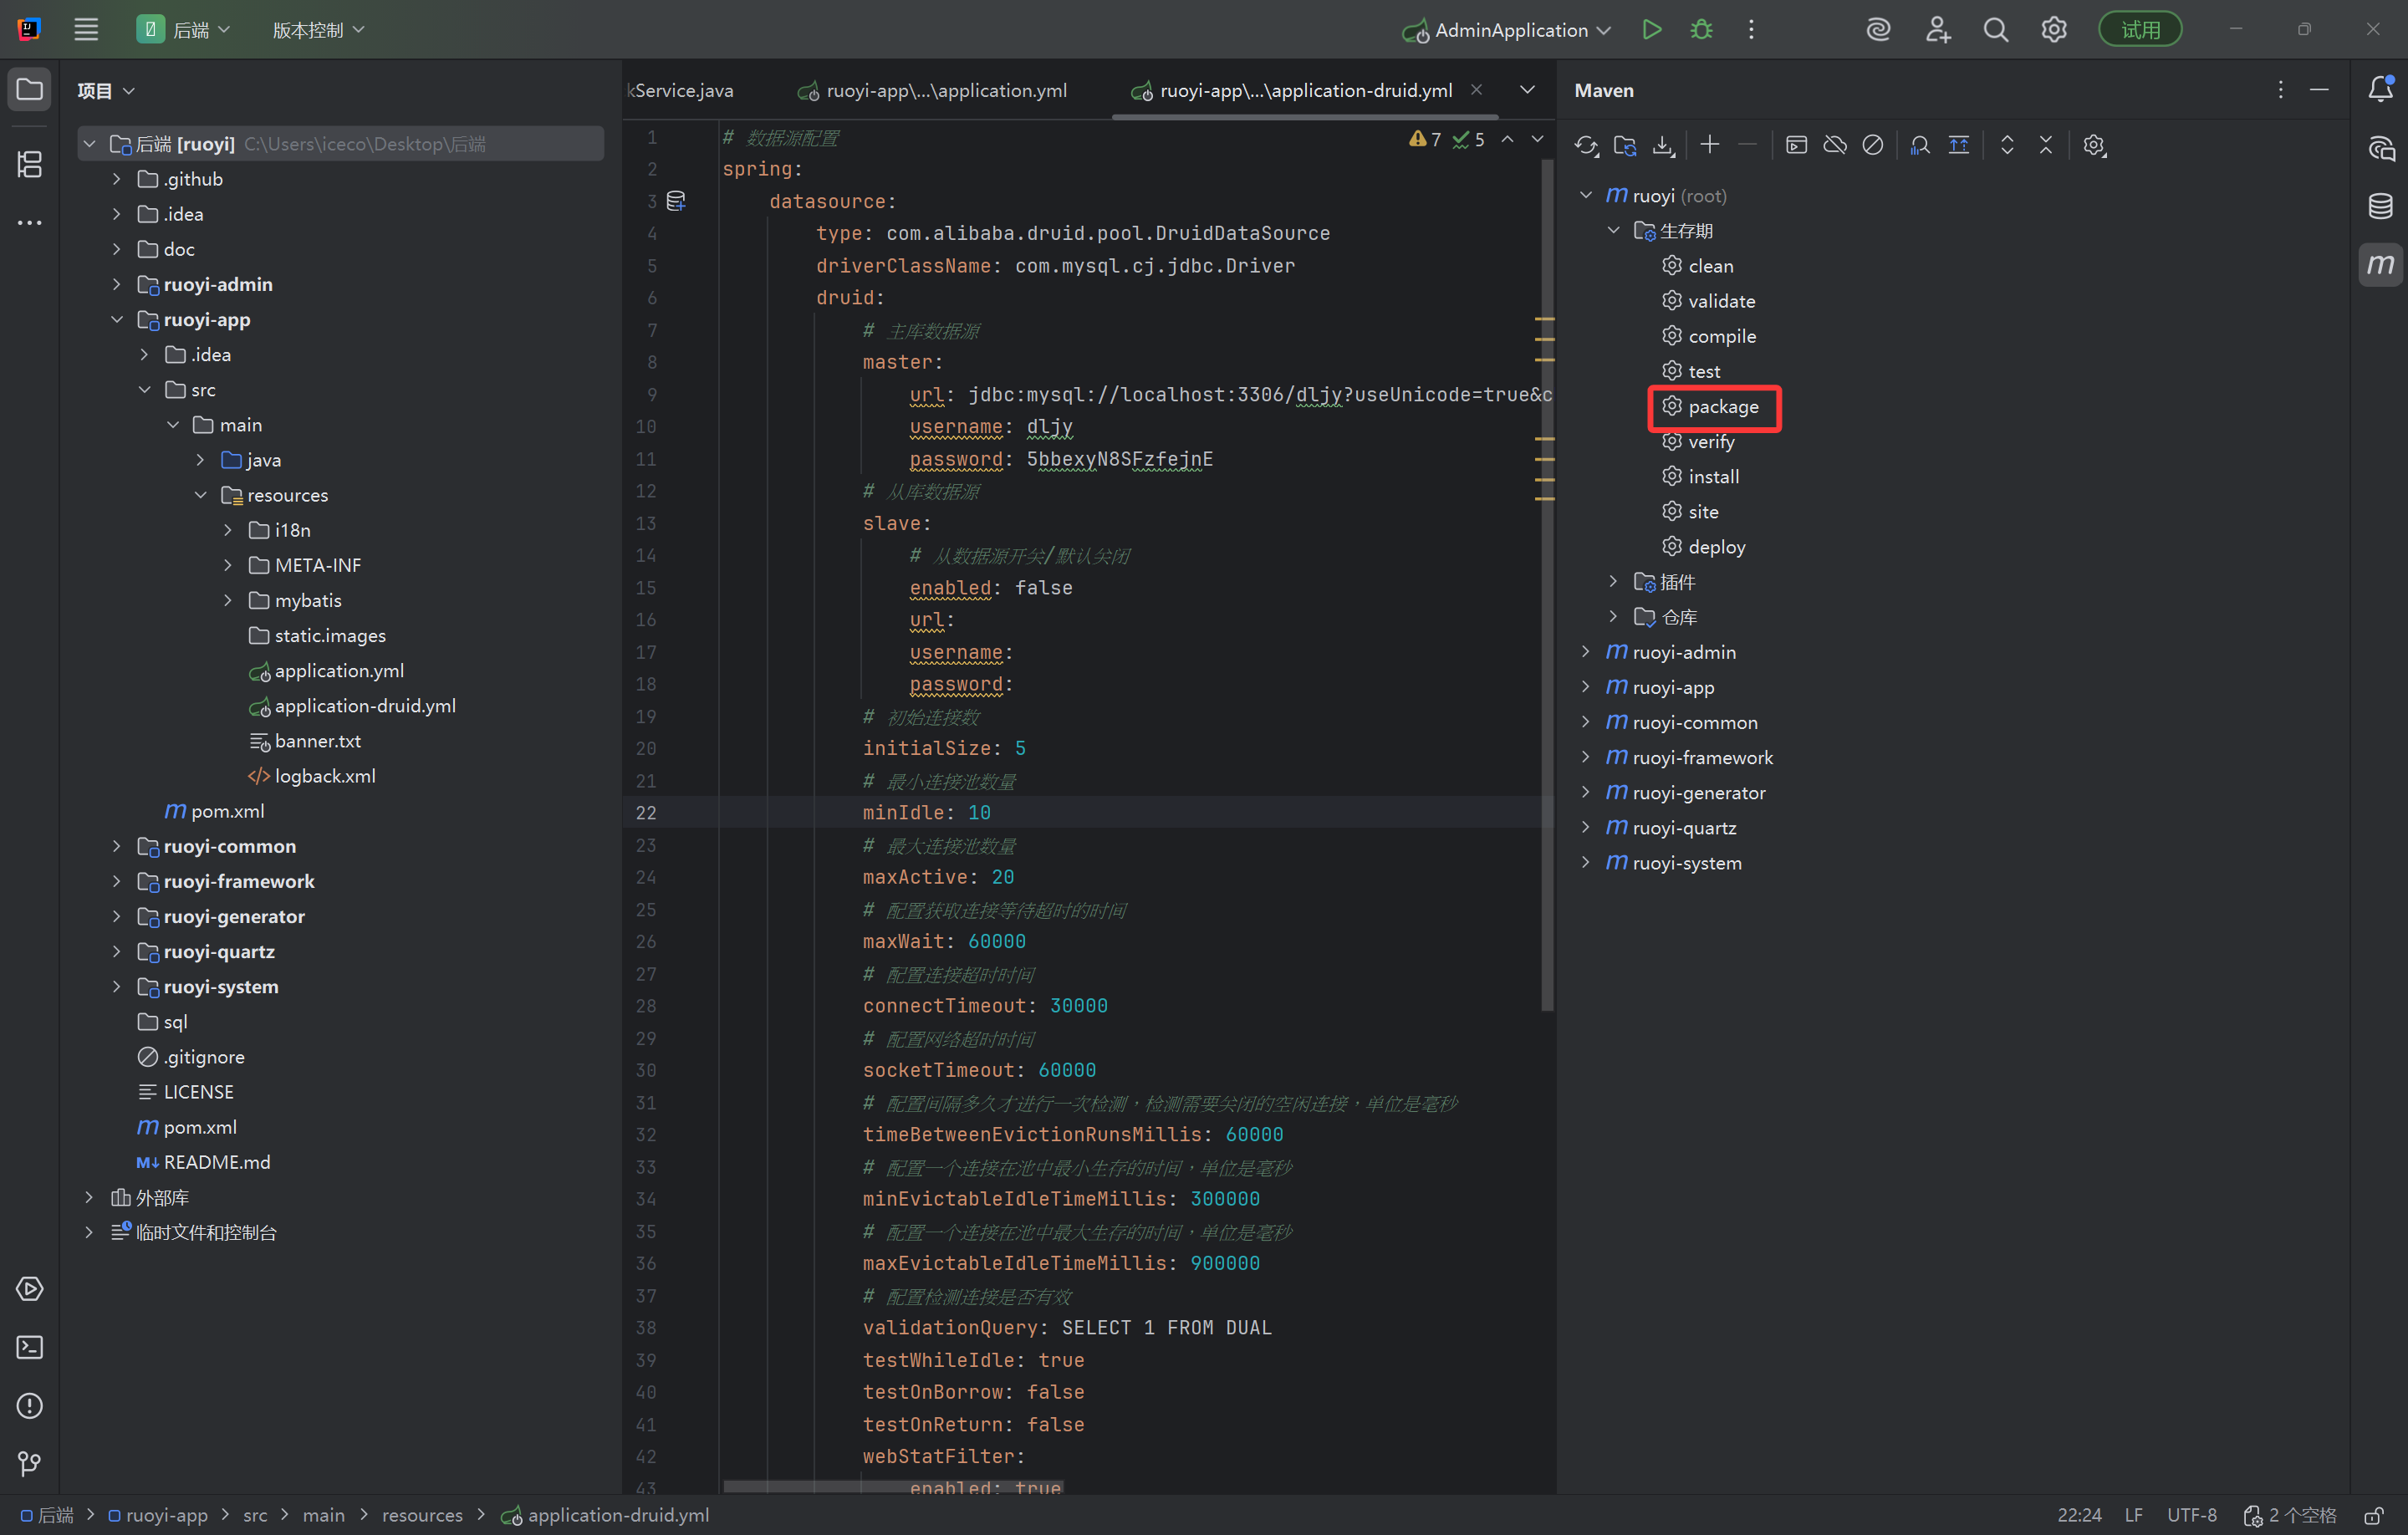 后端
版本控制
AdminApplication
试用
项目
后端 [ruoyi] C:\Users\iceco\Desktop\后端
.github
.idea
doc
ruoyi-admin
ruoyi-app
.idea
src
main
java
resources
i18n
META-INF
mybatis
static.images
application.yml
application-druid.yml
banner.txt
logback.xml
pom.xml
ruoyi-common
ruoyi-framework
ruoyi-generator
ruoyi-quartz
ruoyi-system
sql
.gitignore
LICENSE
pom.xml
README.md
外部库
临时文件和控制台
kService.java
ruoyi-app\...\application.yml
ruoyi-app\...\application-druid.yml
7 5
1 # 数据源配置
2 spring:
3 datasource:
4 type: com.alibaba.druid.pool.DruidDataSource
5 driverClassName: com.mysql.cj.jdbc.Driver
6 druid:
7 # 主库数据源
8 master:
9 url: jdbc:mysql://localhost:3306/dljy?useUnicode=true&c
10 username: dljy
11 password: 5bbexyN8SFzfejnE
12 # 从库数据源
13 slave:
14 # 从数据源开关/默认关闭
15 enabled: false
16 url:
17 username:
18 password:
19 # 初始连接数
20 initialSize: 5
21 # 最小连接池数量
22 minIdle: 10
23 # 最大连接池数量
24 maxActive: 20
25 # 配置获取连接等待超时的时间
26 maxWait: 60000
27 # 配置连接超时时间
28 connectTimeout: 30000
29 # 配置网络超时时间
30 socketTimeout: 60000
31 # 配置间隔多久才进行一次检测，检测需要关闭的空闲连接，单位是毫秒
32 timeBetweenEvictionRunsMillis: 60000
33 # 配置一个连接在池中最小生存的时间，单位是毫秒
34 minEvictableIdleTimeMillis: 300000
35 # 配置一个连接在池中最大生存的时间，单位是毫秒
36 maxEvictableIdleTimeMillis: 900000
37 # 配置检测连接是否有效
38 validationQuery: SELECT 1 FROM DUAL
39 testWhileIdle: true
40 testOnBorrow: false
41 testOnReturn: false
42 webStatFilter:
43 enabled: true
Maven
ruoyi (root)
生存期
clean
validate
compile
test
package
verify
install
site
deploy
插件
仓库
ruoyi-admin
ruoyi-app
ruoyi-common
ruoyi-framework
ruoyi-generator
ruoyi-quartz
ruoyi-system
后端 > ruoyi-app > src > main > resources > application-druid.yml
22:24 LF UTF-8 2 个空格